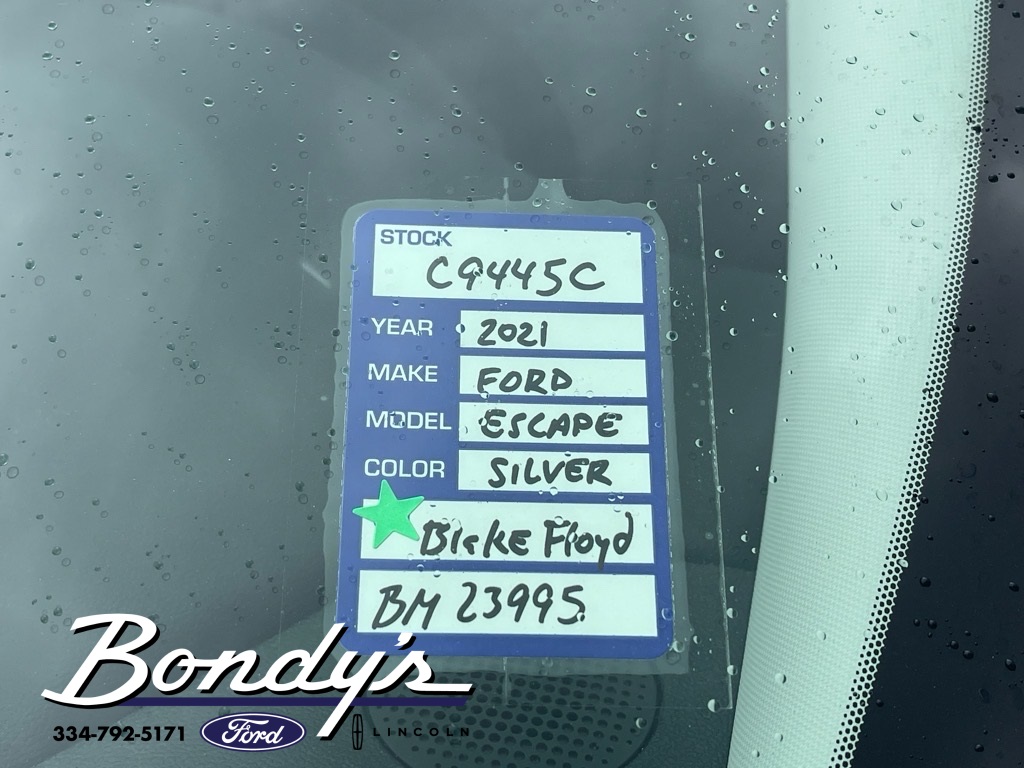 STOCK
C9445C
YEAR 2021
MAKE FORD
MODEL ESCAPE
COLOR SILVER
Blake Floyd
BM 23995
Bondy's
334-792-5171 Ford LINCOLN